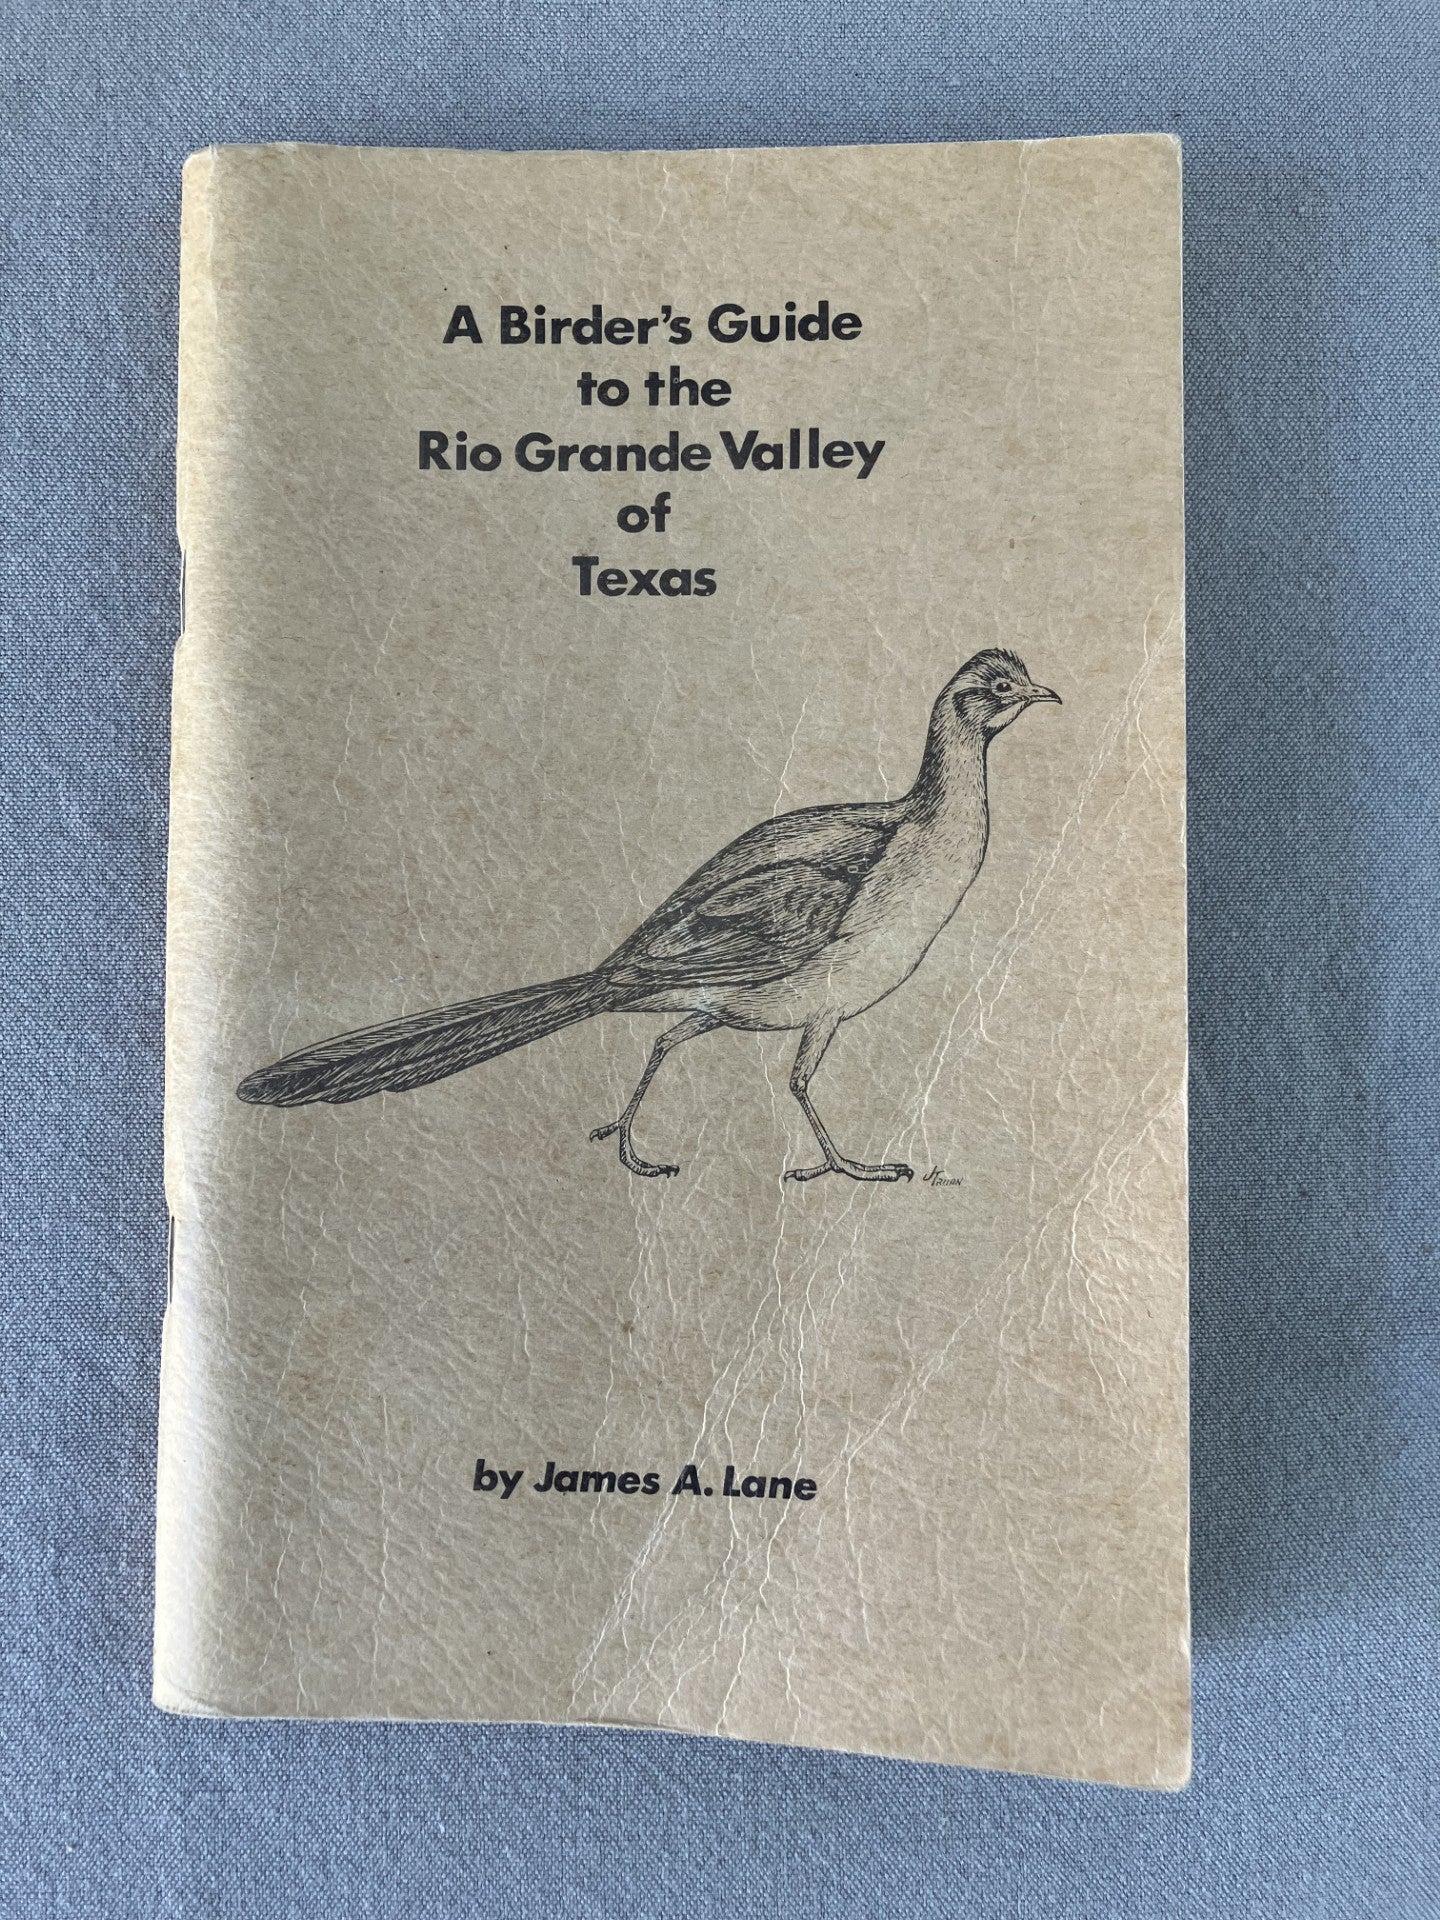 A Birder's Guide
to the
Rio Grande Valley
of
Texas
by James A. Lane